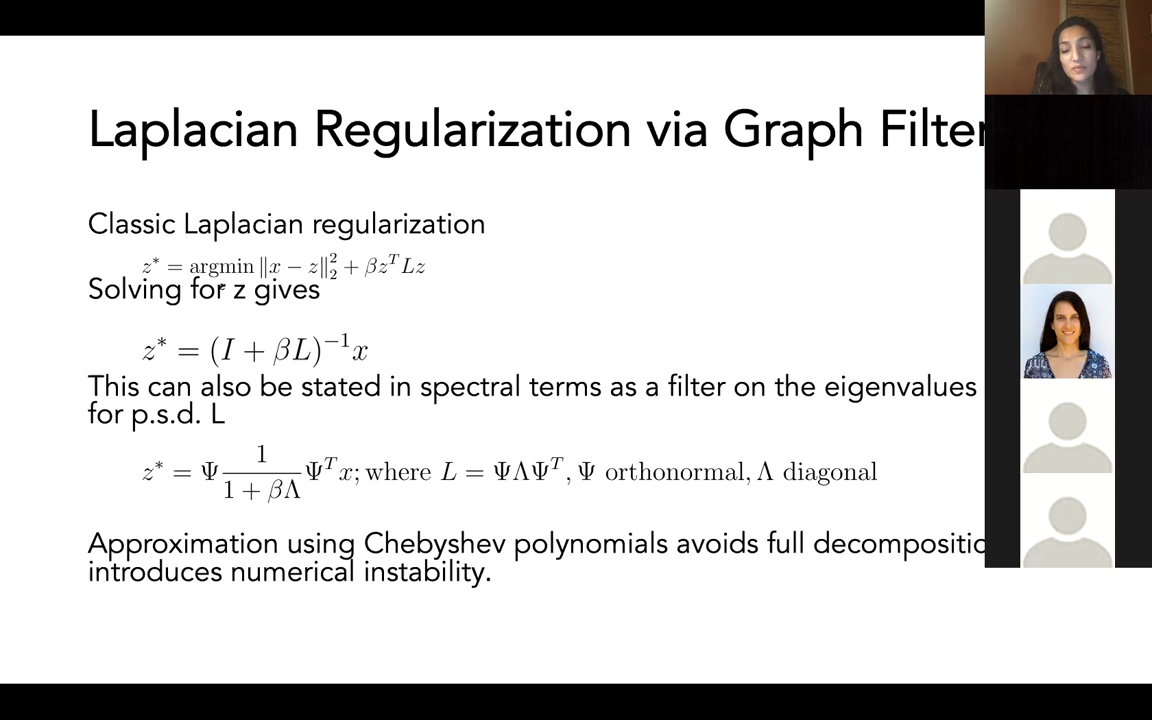 Laplacian Regularization via Graph Filter
Classic Laplacian regularization
z* = argmin ‖x − z‖₂² + βzᵀLz
Solving for z gives
z* = (I + βL)⁻¹x
This can also be stated in spectral terms as a filter on the eigenvalues
for p.s.d. L
z* = Ψ 1/(1 + βΛ) Ψᵀx; where L = ΨΛΨᵀ, Ψ orthonormal, Λ diagonal
Approximation using Chebyshev polynomials avoids full decompositio
introduces numerical instability.